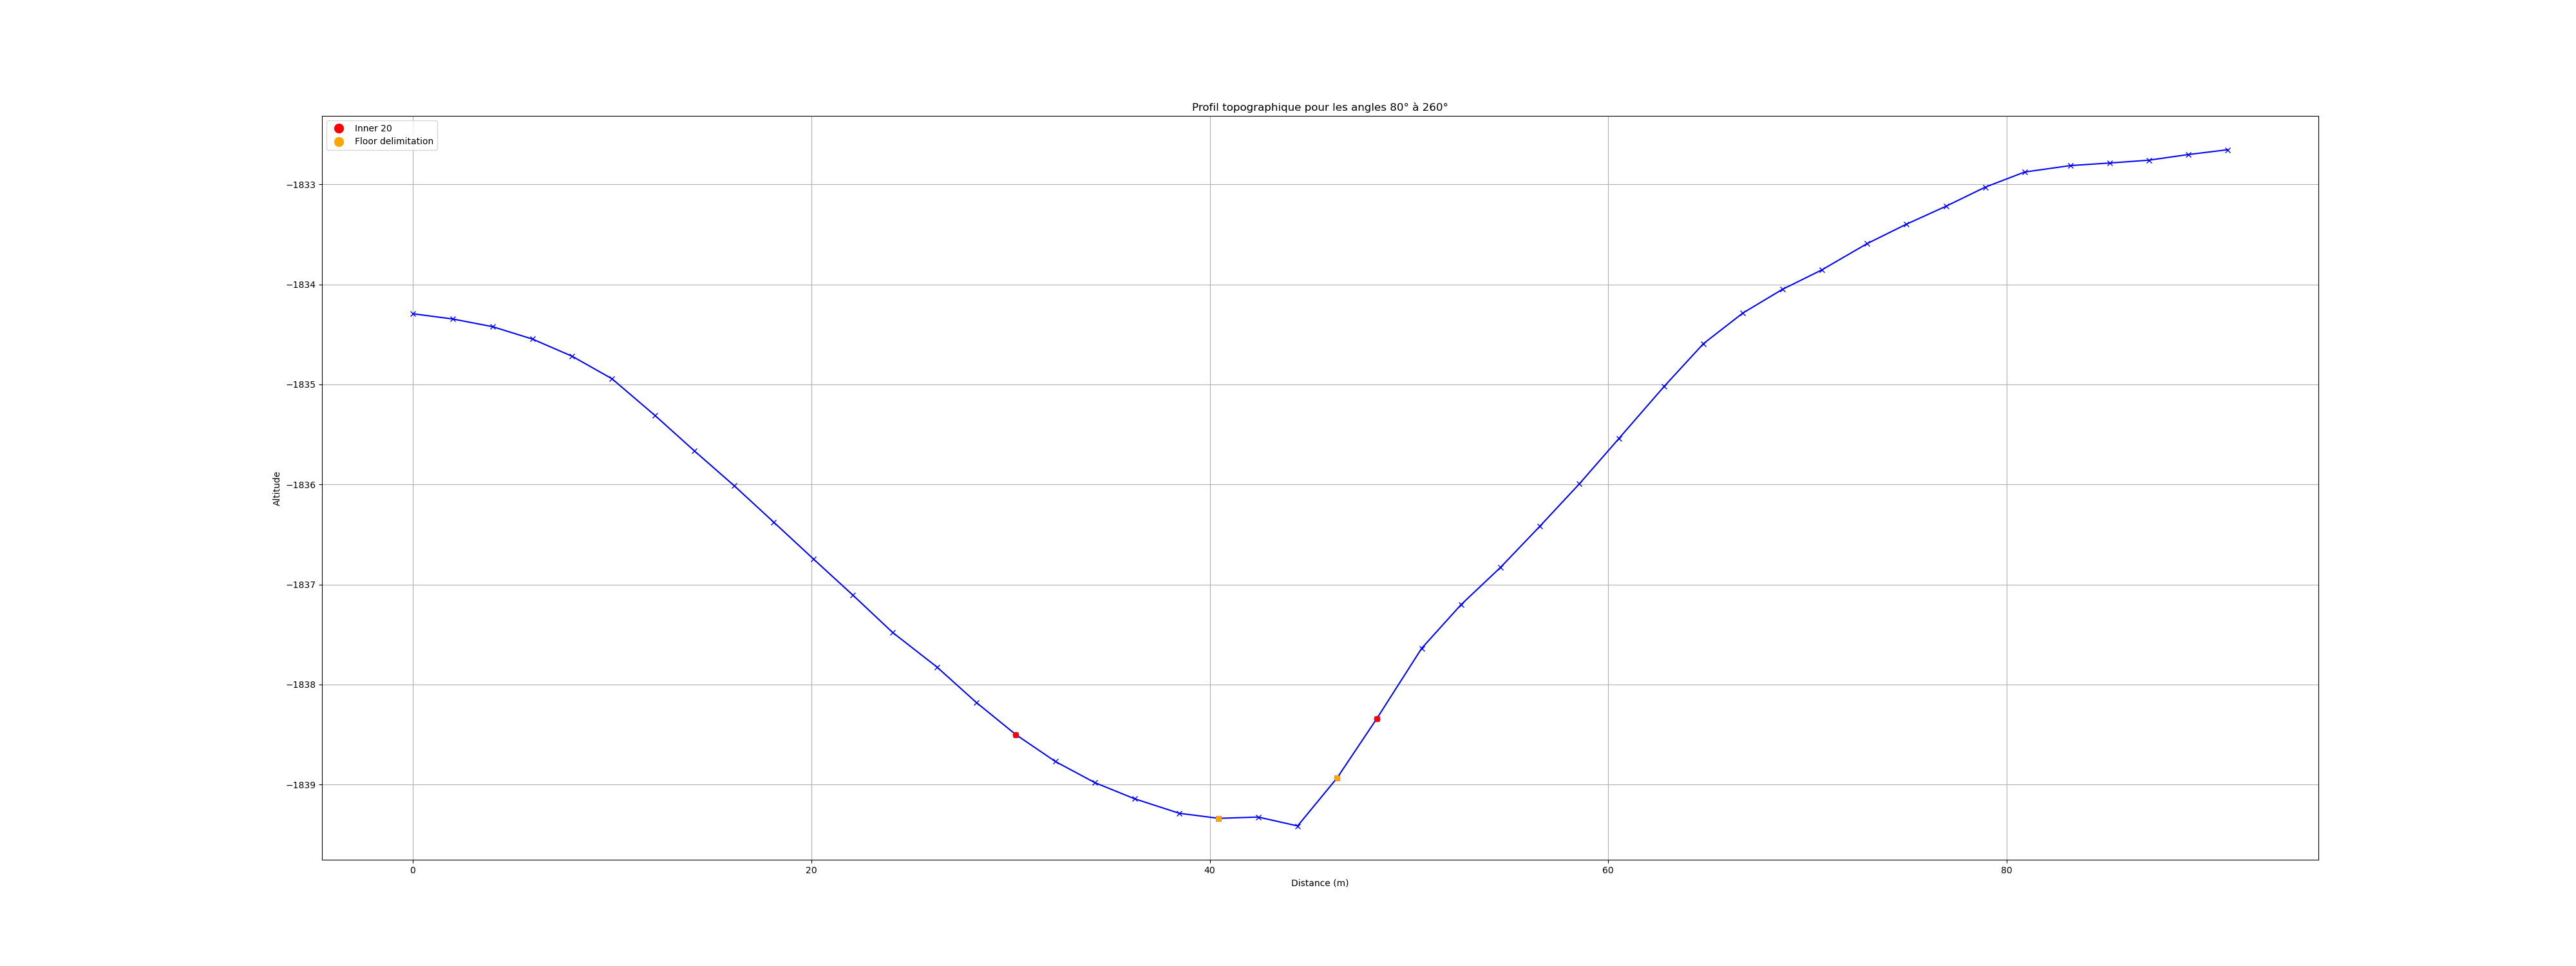 Profil topographique pour les angles 80° à 260°
Inner 20
Floor delimitation
−1833
−1834
−1835
−1836
−1837
−1838
−1839
Altitude
0 20 40 60 80
Distance (m)